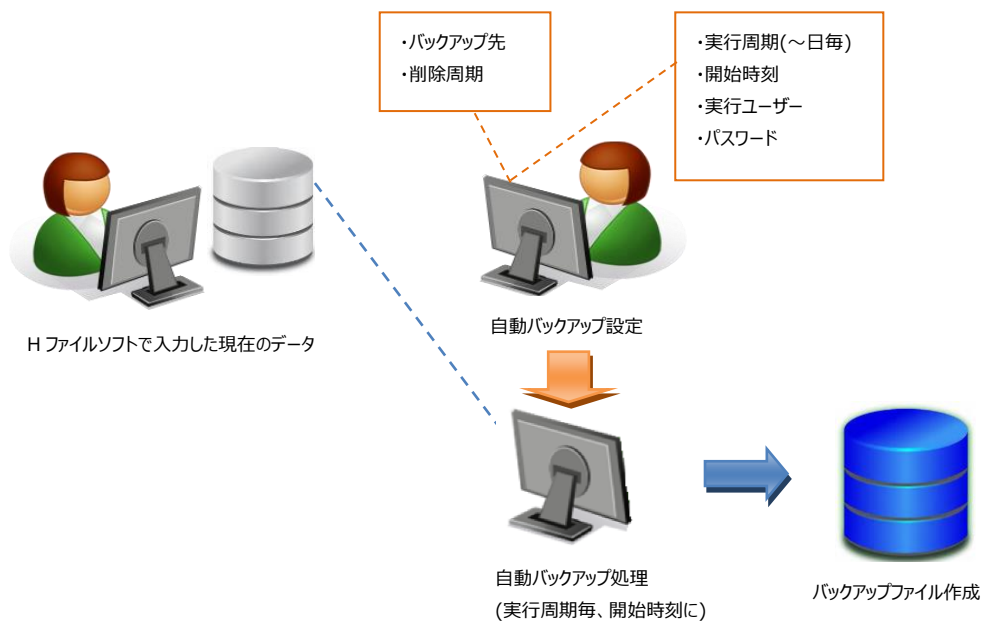 ・バックアップ先
・削除周期
・実行周期(～日毎)
・開始時刻
・実行ユーザー
・パスワード
H ファイルソフトで入力した現在のデータ
自動バックアップ設定
自動バックアップ処理
(実行周期毎、開始時刻に)
バックアップファイル作成